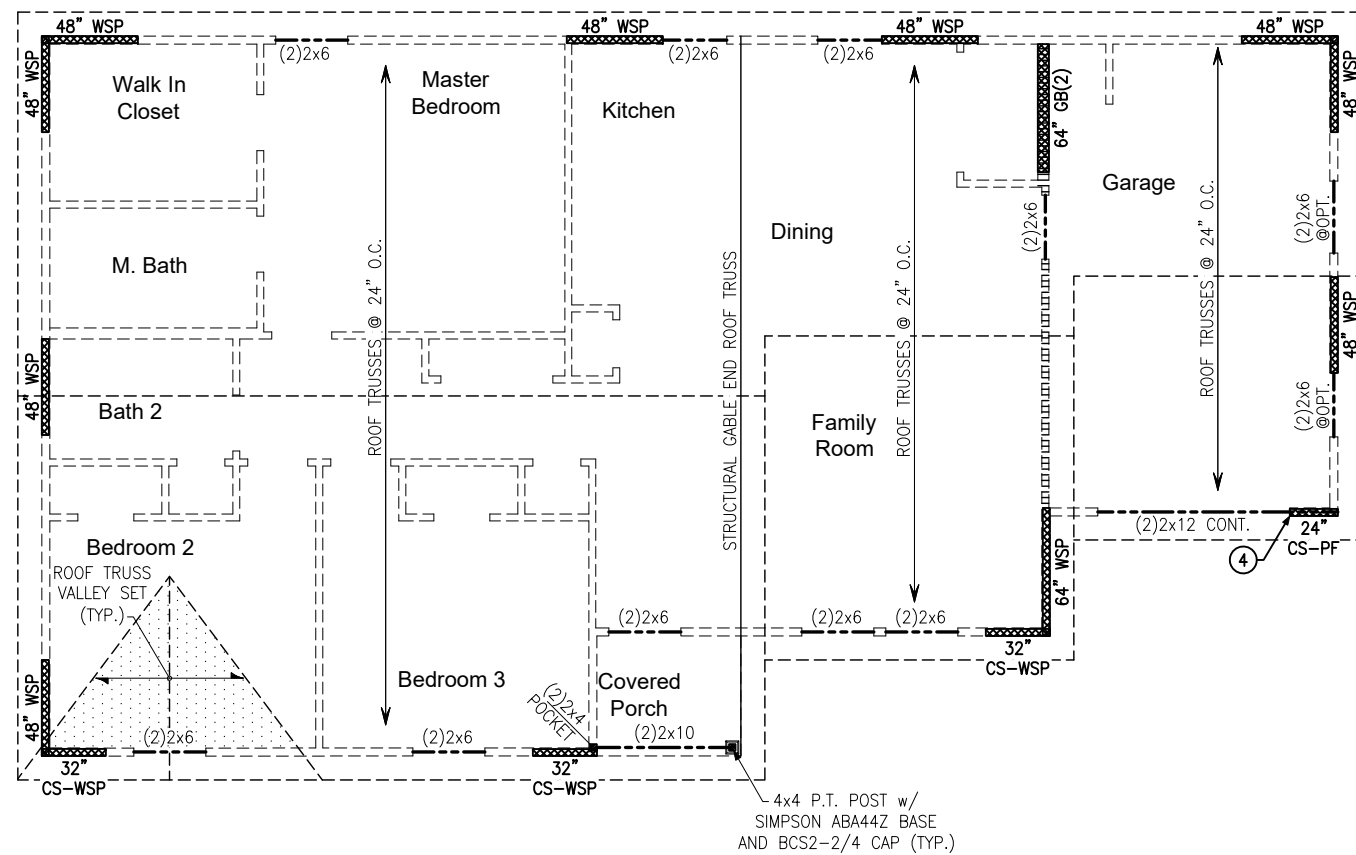 48" WSP
48" WSP
48" WSP
48" WSP
(2)2x6
(2)2x6
(2)2x6
48" WSP
Walk In
Closet
Master
Bedroom
Kitchen
64" GB(2)
48" WSP
Garage
M. Bath
Dining
(2)2x6
(2)2x6
@OPT.
ROOF TRUSSES @ 24" O.C.
STRUCTURAL GABLE END ROOF TRUSS
ROOF TRUSSES @ 24" O.C.
ROOF TRUSSES @ 24" O.C.
48" WSP
48" WSP
Bath 2
Family
Room
(2)2x6
@OPT.
(2)2x12 CONT.
24"
CS-PF
4
Bedroom 2
ROOF TRUSS
VALLEY SET
(TYP.)
64" WSP
(2)2x6
(2)2x6
(2)2x6
32"
CS-WSP
Bedroom 3
Covered
Porch
(2)2x4
POCKET
48" WSP
(2)2x6
(2)2x6
(2)2x10
32"
CS-WSP
32"
CS-WSP
4x4 P.T. POST w/
SIMPSON ABA44Z BASE
AND BCS2-2/4 CAP (TYP.)